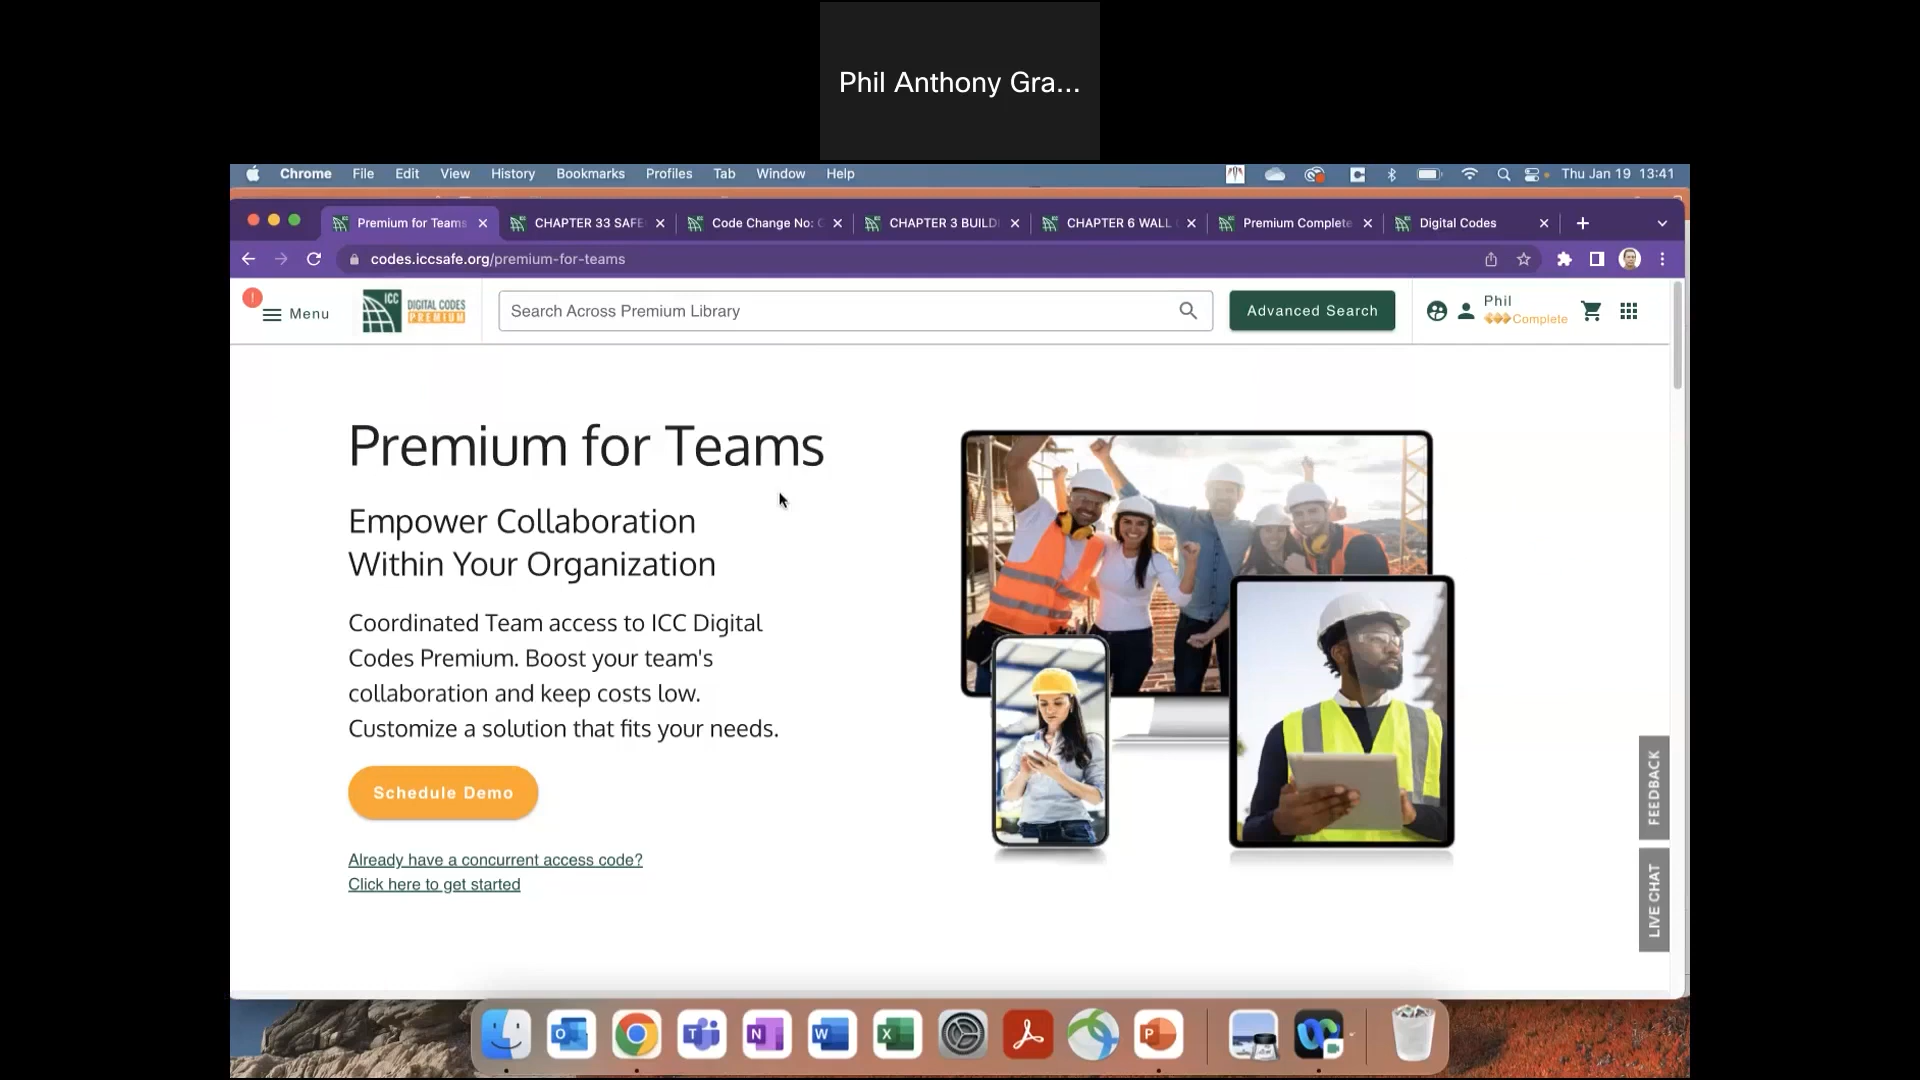 Phil Anthony Gra...
Chrome File Edit View History Bookmarks Profiles Tab Window Help
Thu Jan 19 13:41
Premium for Teams
CHAPTER 33 SAFE
Code Change No: G
CHAPTER 3 BUILD
CHAPTER 6 WALL
Premium Complete
Digital Codes
codes.iccsafe.org/premium-for-teams
!
Menu
ICC
DIGITAL CODES
PREMIUM
Search Across Premium Library
Advanced Search
Phil
Complete
Premium for Teams
Empower Collaboration
Within Your Organization
Coordinated Team access to ICC Digital
Codes Premium. Boost your team's
collaboration and keep costs low.
Customize a solution that fits your needs.
Schedule Demo
Already have a concurrent access code?
Click here to get started
FEEDBACK
LIVE CHAT